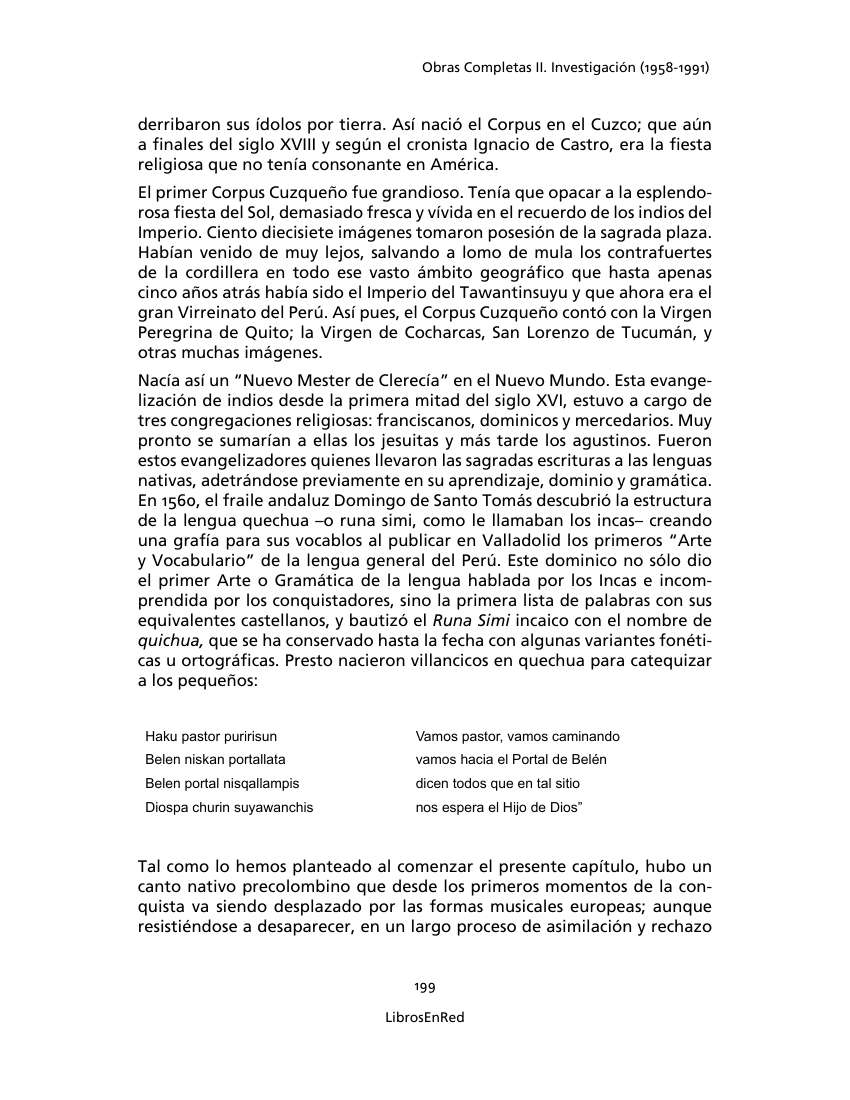 Obras Completas II. Investigación (1958-1991)
derribaron sus ídolos por tierra. Así nació el Corpus en el Cuzco; que aún
a finales del siglo XVIII y según el cronista Ignacio de Castro, era la fiesta
religiosa que no tenía consonante en América.
El primer Corpus Cuzqueño fue grandioso. Tenía que opacar a la esplendo-
rosa fiesta del Sol, demasiado fresca y vívida en el recuerdo de los indios del
Imperio. Ciento diecisiete imágenes tomaron posesión de la sagrada plaza.
Habían venido de muy lejos, salvando a lomo de mula los contrafuertes
de la cordillera en todo ese vasto ámbito geográfico que hasta apenas
cinco años atrás había sido el Imperio del Tawantinsuyu y que ahora era el
gran Virreinato del Perú. Así pues, el Corpus Cuzqueño contó con la Virgen
Peregrina de Quito; la Virgen de Cocharcas, San Lorenzo de Tucumán, y
otras muchas imágenes.
Nacía así un “Nuevo Mester de Clerecía” en el Nuevo Mundo. Esta evange-
lización de indios desde la primera mitad del siglo XVI, estuvo a cargo de
tres congregaciones religiosas: franciscanos, dominicos y mercedarios. Muy
pronto se sumarían a ellas los jesuitas y más tarde los agustinos. Fueron
estos evangelizadores quienes llevaron las sagradas escrituras a las lenguas
nativas, adetrándose previamente en su aprendizaje, dominio y gramática.
En 1560, el fraile andaluz Domingo de Santo Tomás descubrió la estructura
de la lengua quechua –o runa simi, como le llamaban los incas– creando
una grafía para sus vocablos al publicar en Valladolid los primeros “Arte
y Vocabulario” de la lengua general del Perú. Este dominico no sólo dio
el primer Arte o Gramática de la lengua hablada por los Incas e incom-
prendida por los conquistadores, sino la primera lista de palabras con sus
equivalentes castellanos, y bautizó el Runa Simi incaico con el nombre de
quichua, que se ha conservado hasta la fecha con algunas variantes fonéti-
cas u ortográficas. Presto nacieron villancicos en quechua para catequizar
a los pequeños:
Haku pastor puririsun
Vamos pastor, vamos caminando
Belen niskan portallata
vamos hacia el Portal de Belén
Belen portal nisqallampis
dicen todos que en tal sitio
Diospa churin suyawanchis
nos espera el Hijo de Dios”
Tal como lo hemos planteado al comenzar el presente capítulo, hubo un
canto nativo precolombino que desde los primeros momentos de la con-
quista va siendo desplazado por las formas musicales europeas; aunque
resistiéndose a desaparecer, en un largo proceso de asimilación y rechazo
199
LibrosEnRed